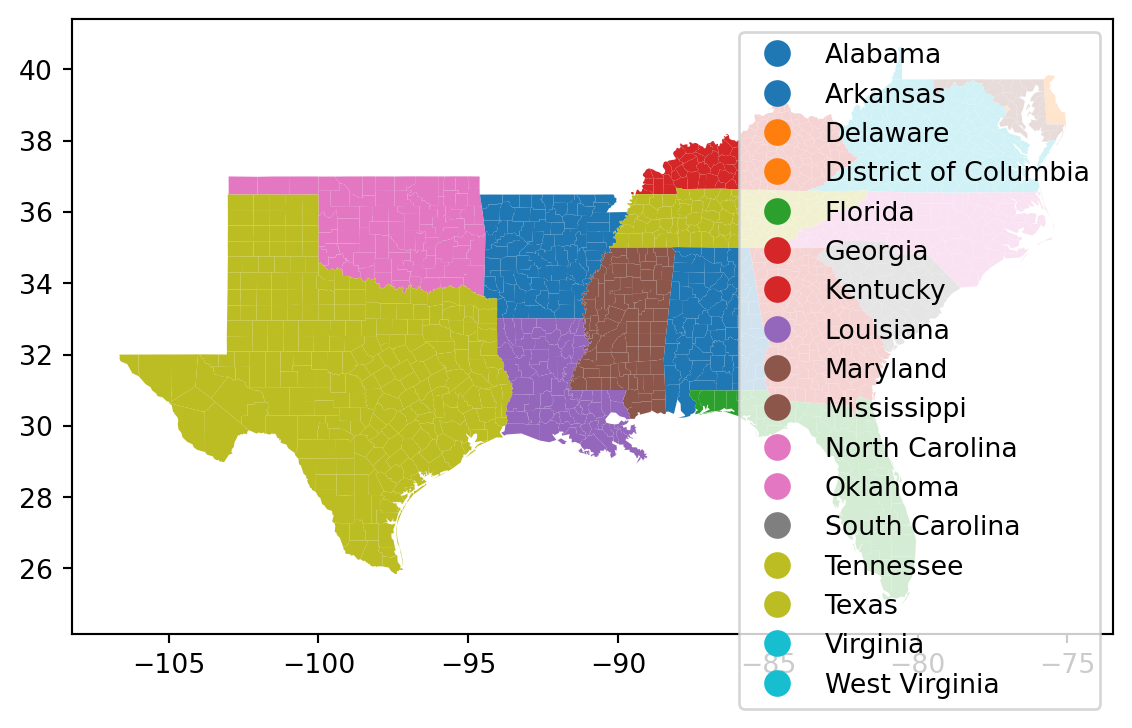 40
38
36
34
32
30
28
26
−105
−100
−95
−90
−85
−80
−75
Alabama
Arkansas
Delaware
District of Columbia
Florida
Georgia
Kentucky
Louisiana
Maryland
Mississippi
North Carolina
Oklahoma
South Carolina
Tennessee
Texas
Virginia
West Virginia